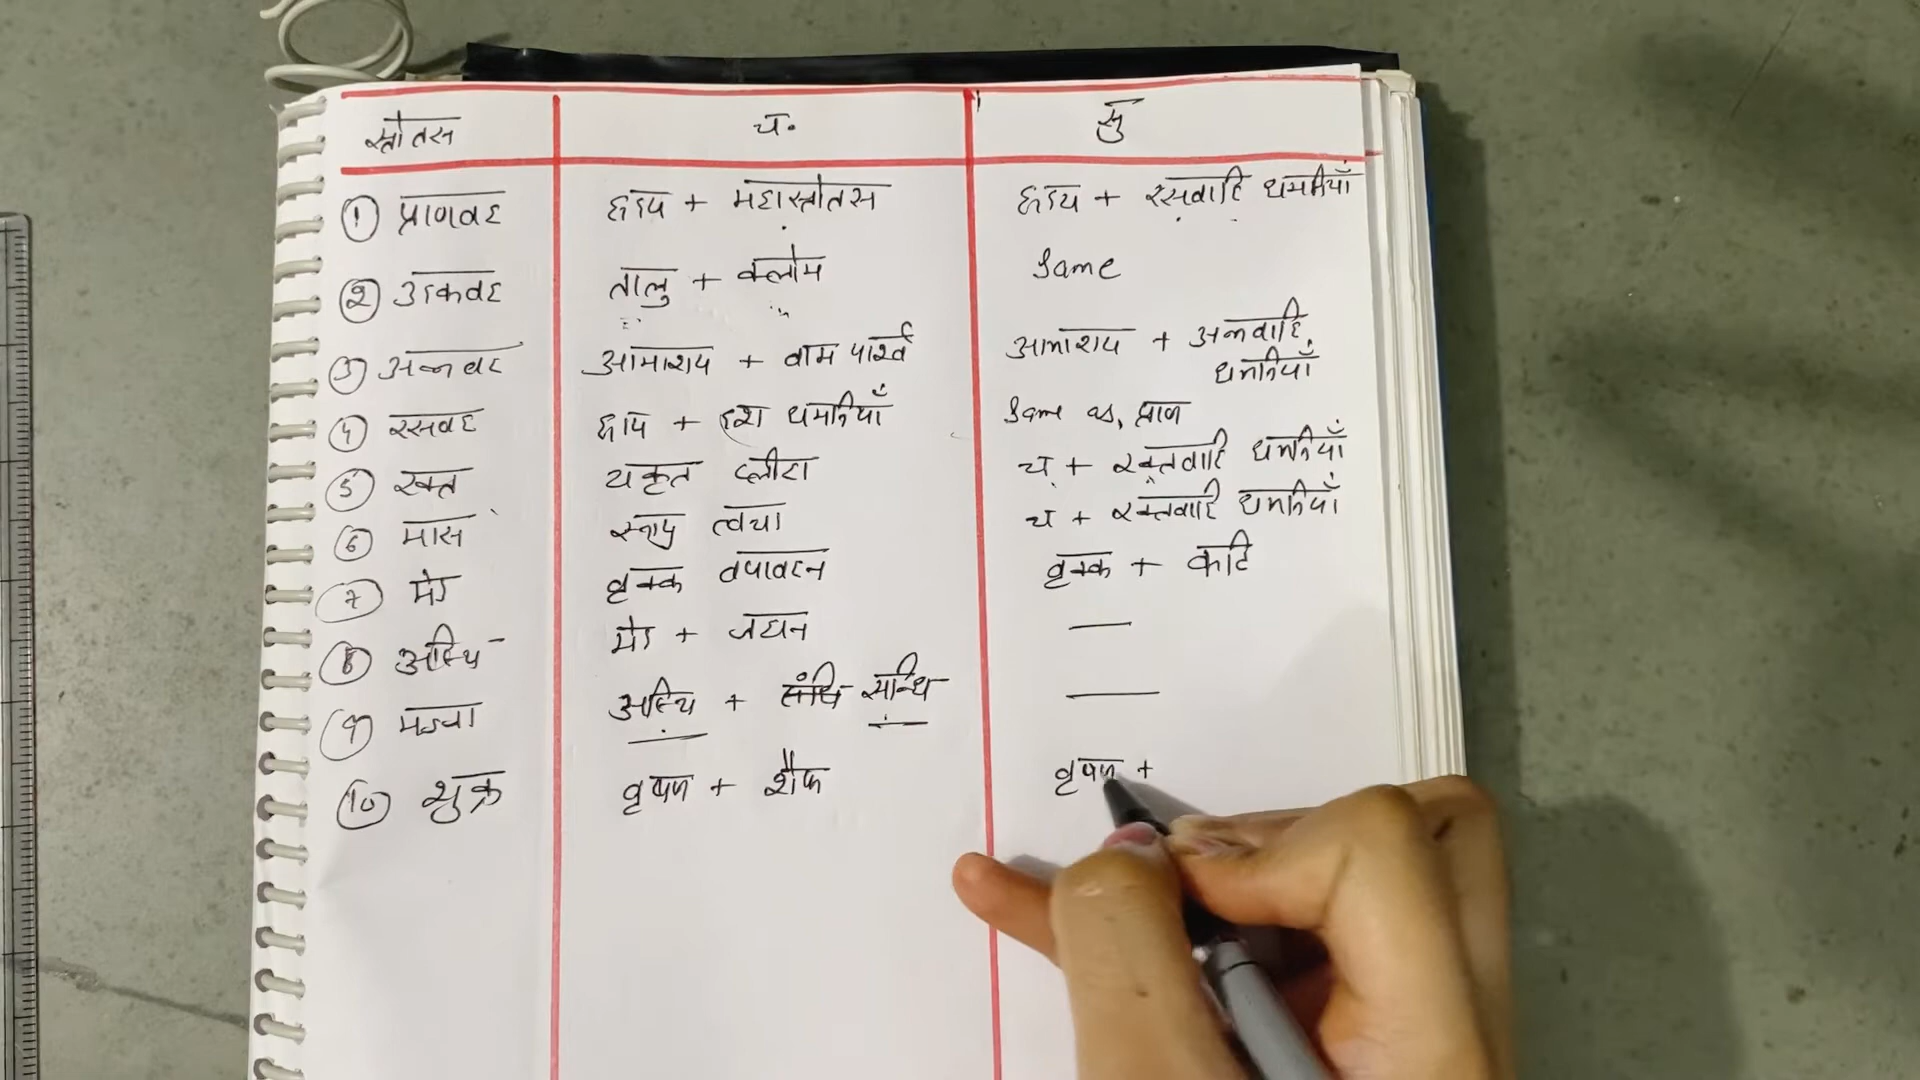 स्त्रोतस च. सु
① प्राणवह हृदय + महास्त्रोतस हृदय + रसवाहि धमनियाँ
② उदकवह तालु + क्लोम Same
③ अन्नवह आमाशय + वाम पार्श्व आमाशय + अन्नवाहि
धमनियाँ
④ रसवह हृदय + दश धमनियाँ Same as, प्राण
⑤ रक्त यकृत प्लीहा च + रक्तवाहि धमनियाँ
⑥ मांस स्नायु त्वचा च + रक्तवाहि धमनियाँ
⑦ मेद वृक्क वपावहन वृक्क + कटि
⑧ अस्थि मेद + जघन —
⑨ मज्जा अस्थि + संधि सन्धि —
⑩ शुक्र वृषण + शैफ वृषण +